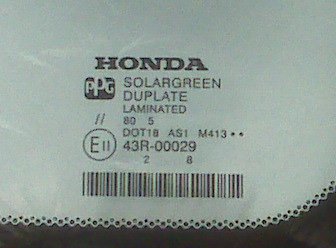 HONDA
PPG SOLARGREEN
DUPLATE
LAMINATED
// 80 5
DOT18 AS1 M413 ••
E11 43R-00029
2 8